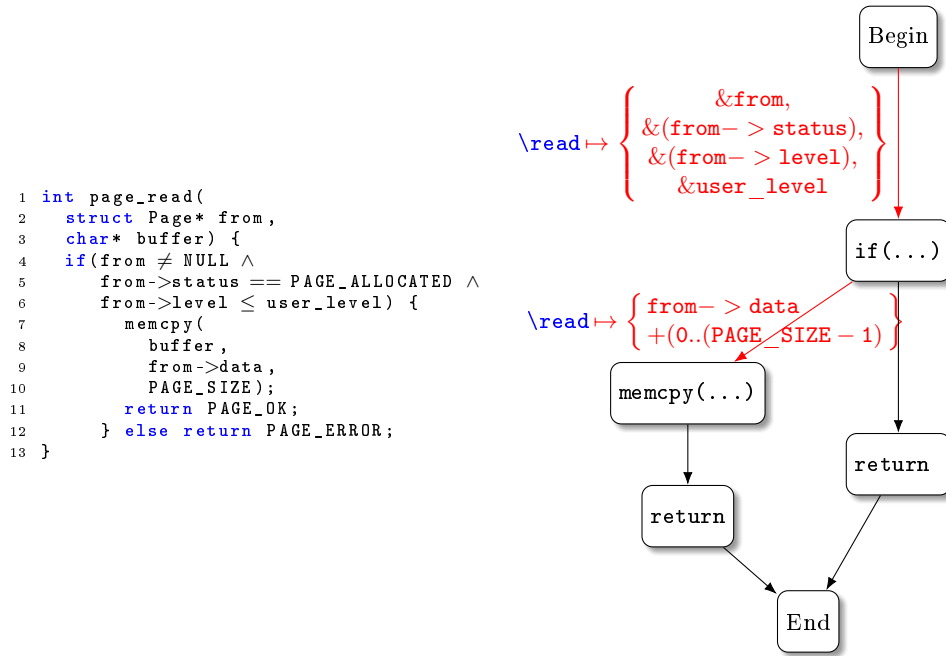 1 int page_read(
2 struct Page* from,
3 char* buffer) {
4 if(from ≠ NULL ∧
5 from->status == PAGE_ALLOCATED ∧
6 from->level ≤ user_level) {
7 memcpy(
8 buffer,
9 from->data,
10 PAGE_SIZE);
11 return PAGE_OK;
12 } else return PAGE_ERROR;
13 }
Begin
&from,
&(from- > status),
\read ↦
&(from- > level),
&user_level
if(...)
\read ↦
from- > data
+(0..(PAGE_SIZE − 1)
memcpy(...)
return
return
End